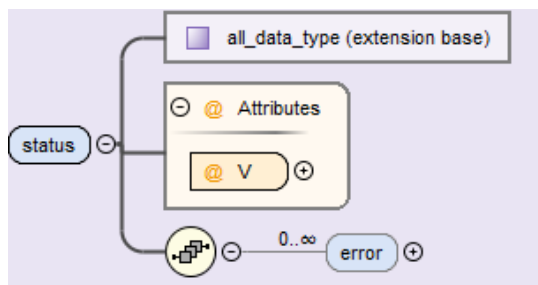 all_data_type (extension base)
@ Attributes
status
@ V
0..∞
error